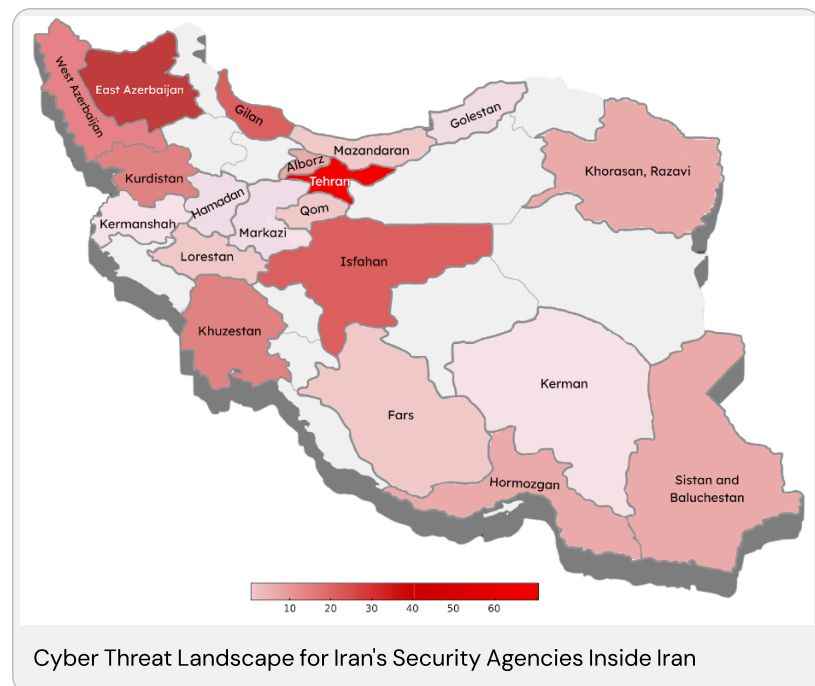 West Azerbaijan
East Azerbaijan
Gilan
Golestan
Mazandaran
Alborz
Khorasan, Razavi
Kurdistan
Tehran
Hamadan
Qom
Kermanshah
Markazi
Lorestan
Isfahan
Khuzestan
Kerman
Fars
Hormozgan
Sistan and
Baluchestan
10 20 30 40 50 60
Cyber Threat Landscape for Iran's Security Agencies Inside Iran